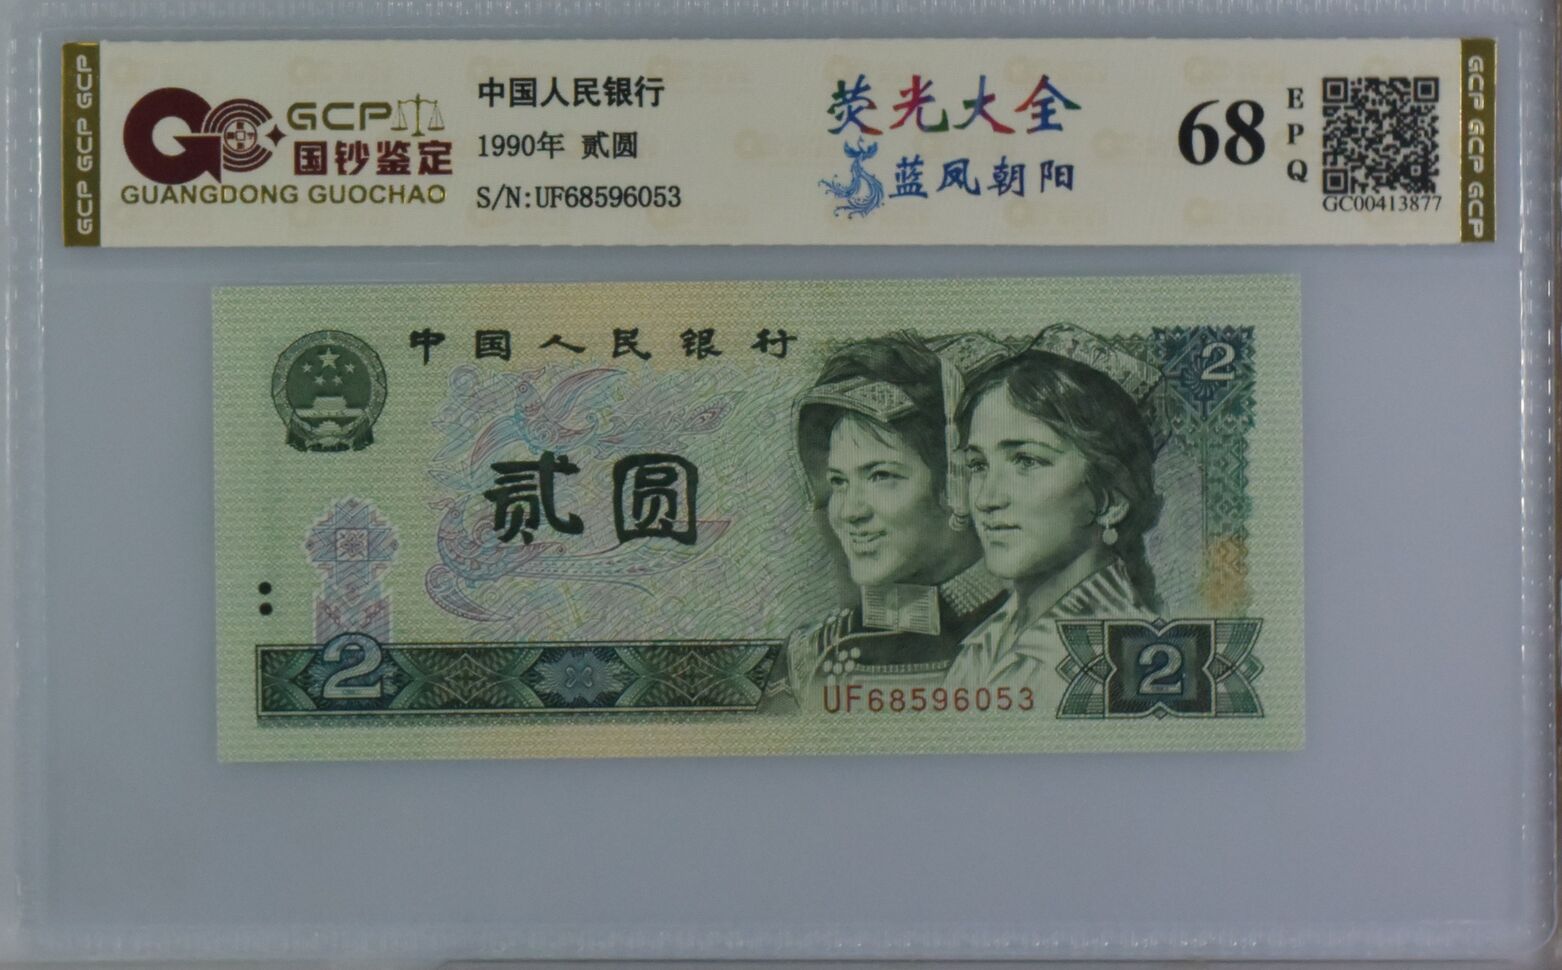 GCP GCP GCP
GCP
国钞鉴定
GUANGDONG GUOCHAO
中国人民银行
1990年 贰圆
S/N:UF68596053
荧光大全
蓝凤朝阳
68
EPQ
GC00413877
GCP GCP GCP
中国人民银行
2
贰圆
2
UF68596053
2